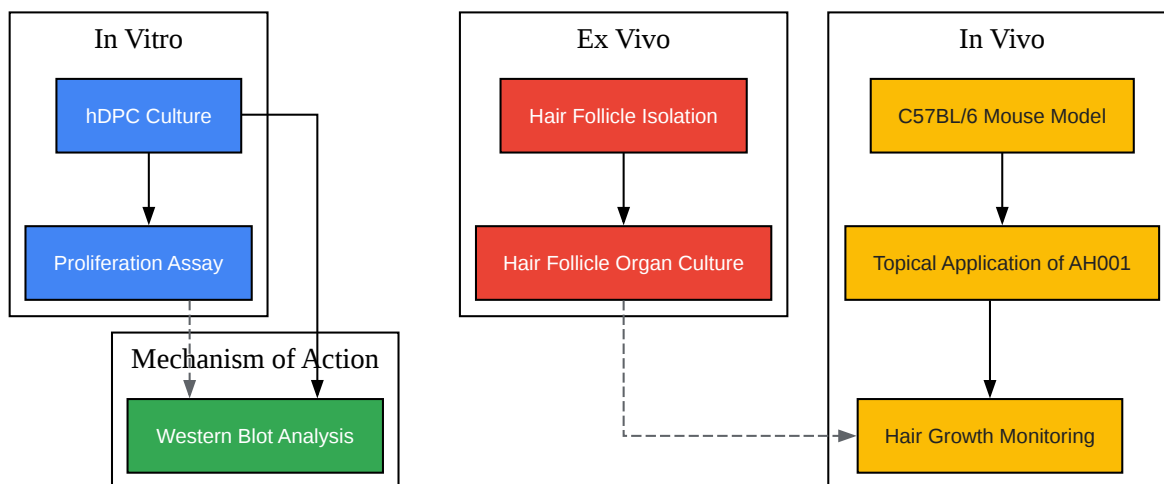 In Vitro
hDPC Culture
Proliferation Assay
Mechanism of Action
Western Blot Analysis
Ex Vivo
Hair Follicle Isolation
Hair Follicle Organ Culture
In Vivo
C57BL/6 Mouse Model
Topical Application of AH001
Hair Growth Monitoring